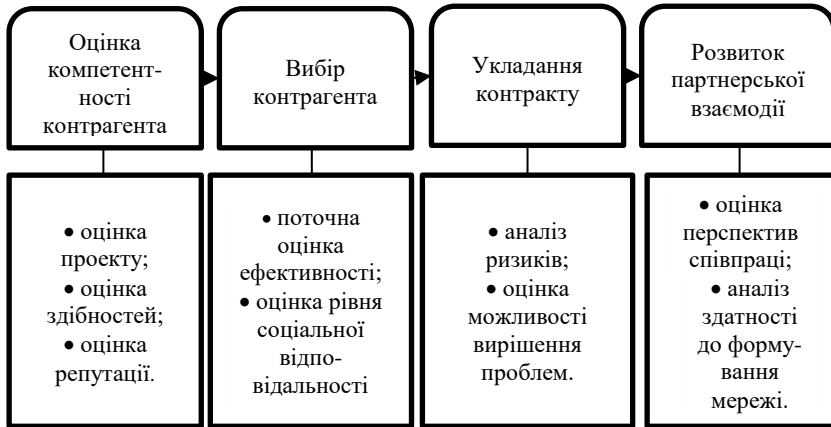 Оцінка
компетент-
ності
контрагента
Вибір
контрагента
Укладання
контракту
Розвиток
партнерської
взаємодії
• оцінка
проекту;
• оцінка
здібностей;
• оцінка
репутації.
• поточна
оцінка
ефективності;
• оцінка рівня
соціальної
відпо-
відальності
• аналіз
ризиків;
• оцінка
можливості
вирішення
проблем.
• оцінка
перспектив
співпраці;
• аналіз
здатності
до форму-
вання
мережі.